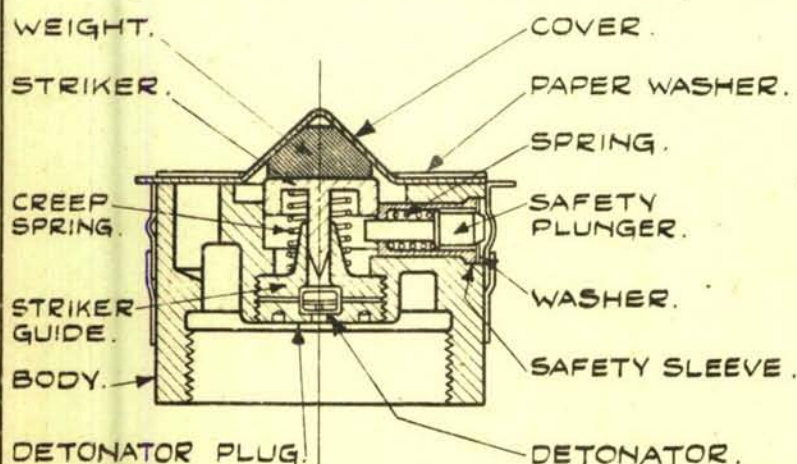 WEIGHT.
STRIKER.
CREEP
SPRING.
STRIKER
GUIDE.
BODY.
DETONATOR PLUG.
COVER.
PAPER WASHER.
SPRING.
SAFETY
PLUNGER.
WASHER.
SAFETY SLEEVE.
DETONATOR.